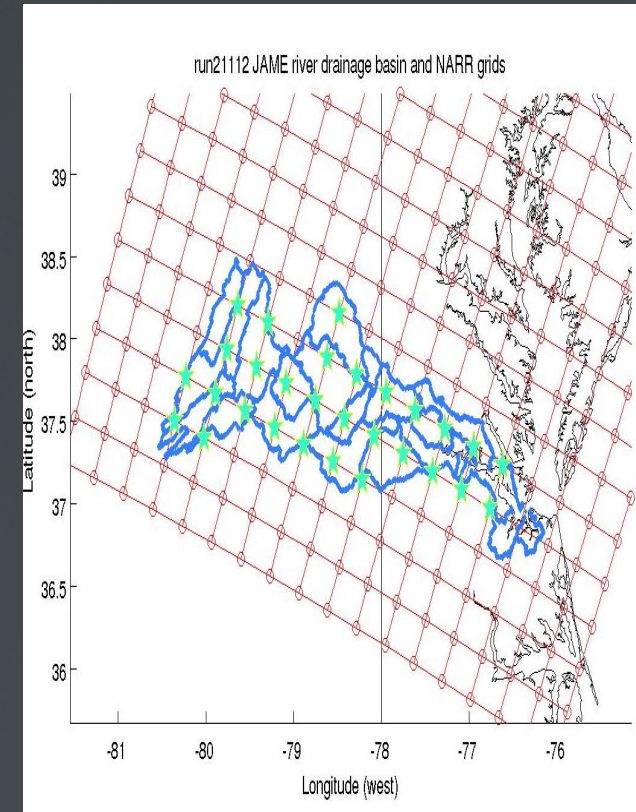 run21112 JAME river drainage basin and NARR grids
39
38.5
38
37.5
37
36.5
36
Latitude (north)
-81 -80 -79 -78 -77 -76
Longitude (west)